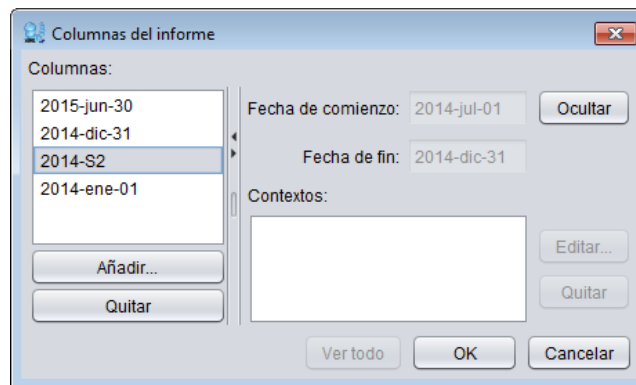 Columnas del informe
Columnas:
2015-jun-30
2014-dic-31
2014-S2
2014-ene-01
Añadir...
Quitar
Fecha de comienzo: 2014-jul-01 Ocultar
Fecha de fin: 2014-dic-31
Contextos:
Editar...
Quitar
Ver todo OK Cancelar